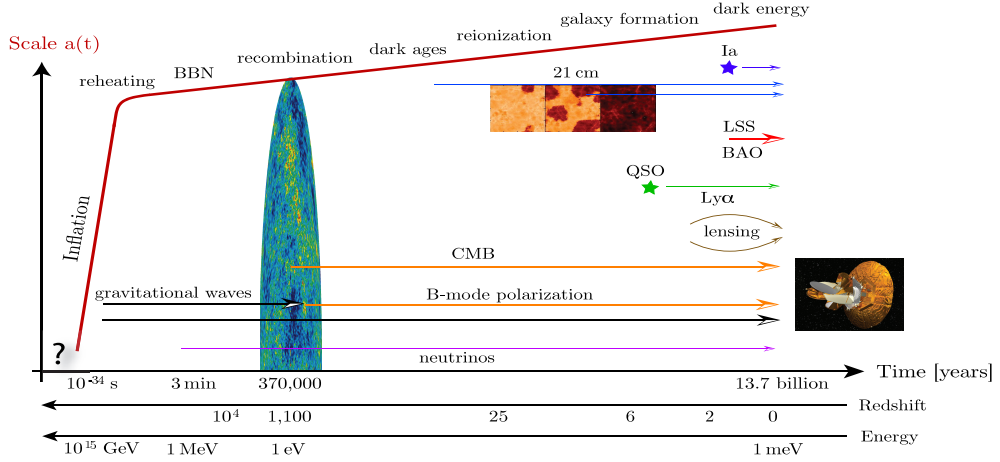 dark energy
galaxy formation
reionization
Scale a(t)
dark ages
recombination
BBN
reheating
Ia
21 cm
LSS
BAO
QSO
Lyα
Inflation
lensing
CMB
gravitational waves
B-mode polarization
?
neutrinos
Time [years]
10⁻³⁴ s 3 min 370,000 13.7 billion
Redshift
10⁴ 1,100 25 6 2 0
Energy
10¹⁵ GeV 1 MeV 1 eV 1 meV